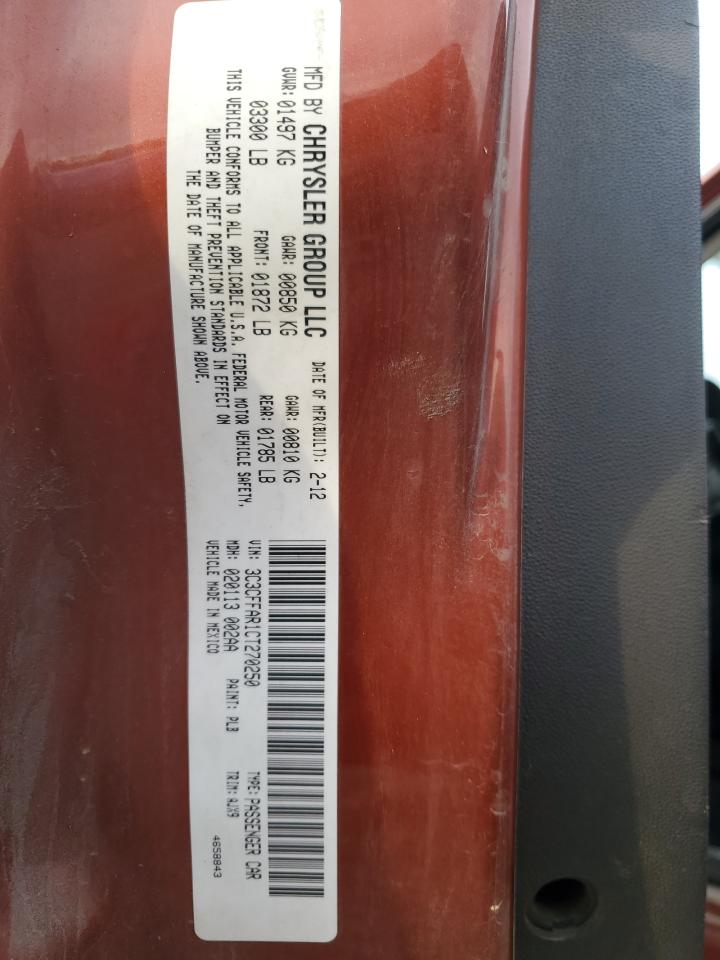 MFD BY CHRYSLER GROUP LLC DATE OF MFR(BUILT): 2-12
GVWR: 01497 KG GAWR: 00850 KG GAWR: 00810 KG
03300 LB FRONT: 01872 LB REAR: 01785 LB
THIS VEHICLE CONFORMS TO ALL APPLICABLE U.S.A. FEDERAL MOTOR VEHICLE SAFETY,
BUMPER AND THEFT PREVENTION STANDARDS IN EFFECT ON
THE DATE OF MANUFACTURE SHOWN ABOVE.
VIN: 3C3CFFAR1CT270250 TYPE: PASSENGER CAR
MDH: 020113 002AA PAINT: PLB TRIM: AJX9
VEHICLE MADE IN MEXICO
4658843